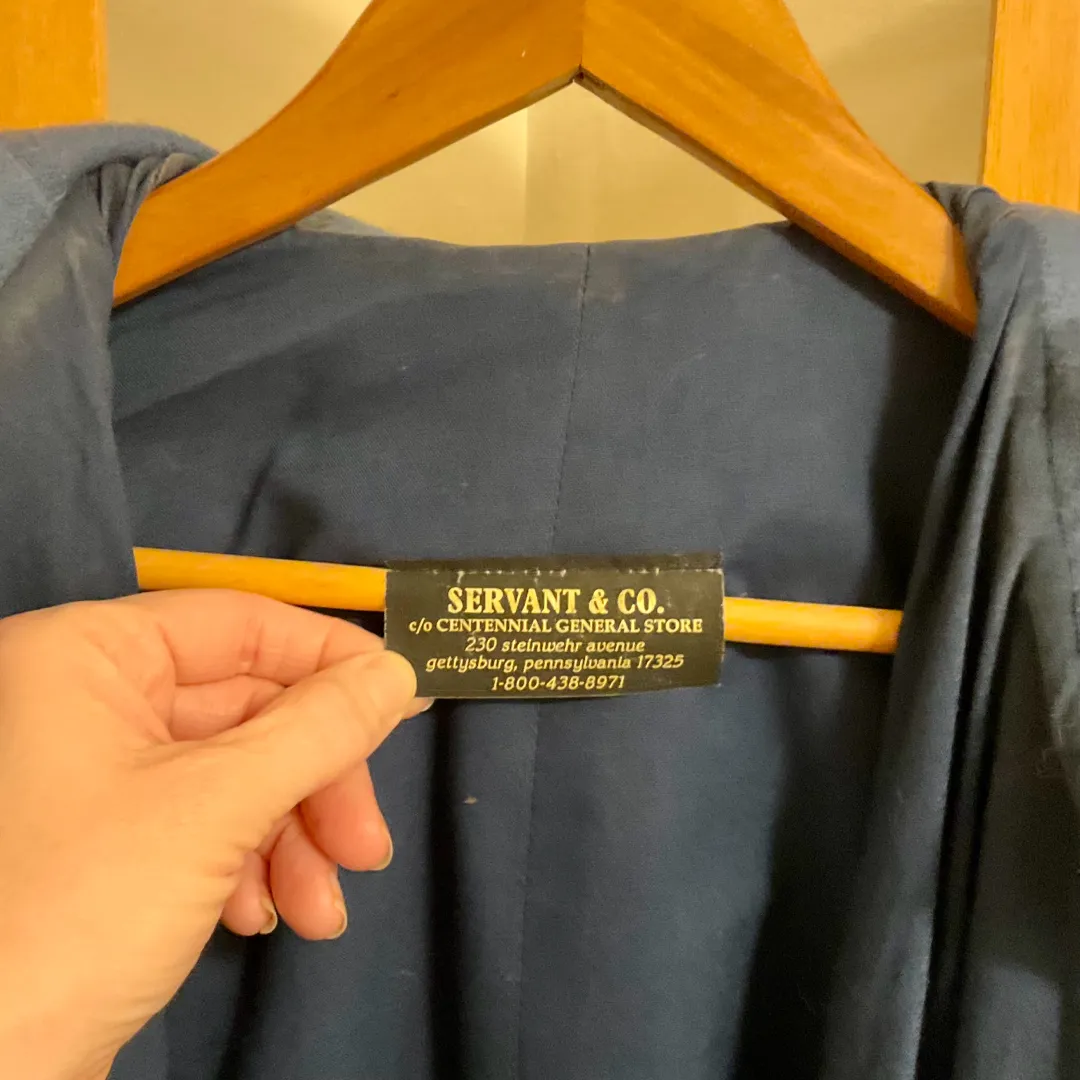 SERVANT & CO.
c/o CENTENNIAL GENERAL STORE
230 steinwehr avenue
gettysburg, pennsylvania 17325
1-800-438-8971